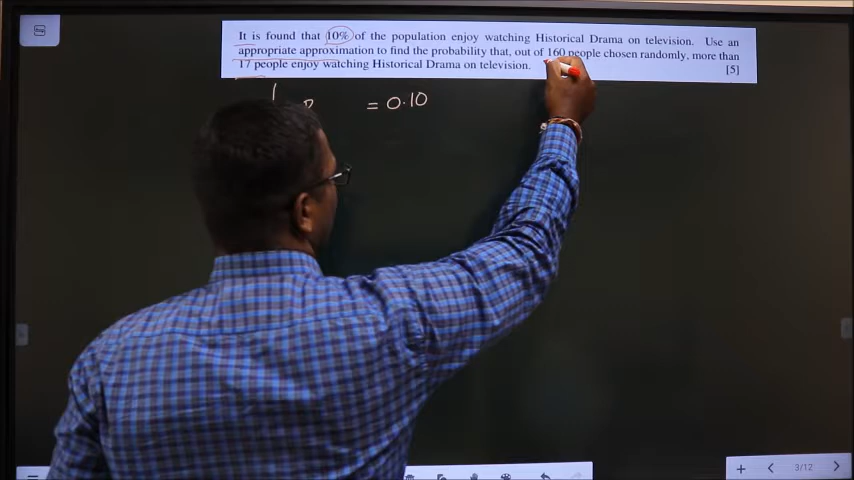 It is found that 10% of the population enjoy watching Historical Drama on television. Use an
appropriate approximation to find the probability that, out of 160 people chosen randomly, more than
17 people enjoy watching Historical Drama on television. [5]
= 0.10
3/12